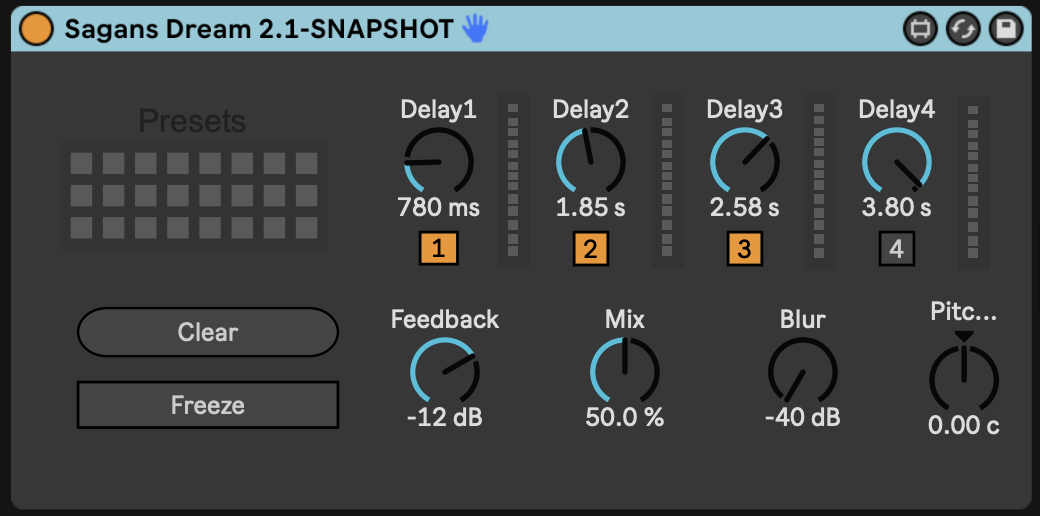 Sagans Dream 2.1-SNAPSHOT
Presets
Delay1 Delay2 Delay3 Delay4
780 ms 1.85 s 2.58 s 3.80 s
1 2 3 4
Clear
Freeze
Feedback Mix Blur Pitc...
-12 dB 50.0 % -40 dB 0.00 c